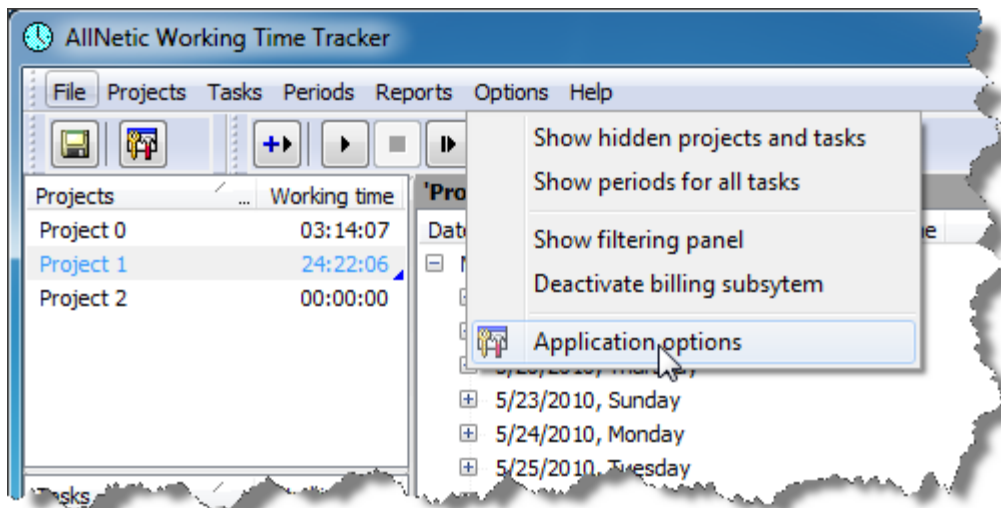 AllNetic Working Time Tracker
File Projects Tasks Periods Reports Options Help
Show hidden projects and tasks
Show periods for all tasks
Show filtering panel
Deactivate billing subsytem
Application options
Projects ... Working time
Project 0 03:14:07
Project 1 24:22:06
Project 2 00:00:00
'Pro
Dat
5/23/2010, Sunday
5/24/2010, Monday
5/25/2010, Tuesday
Tasks